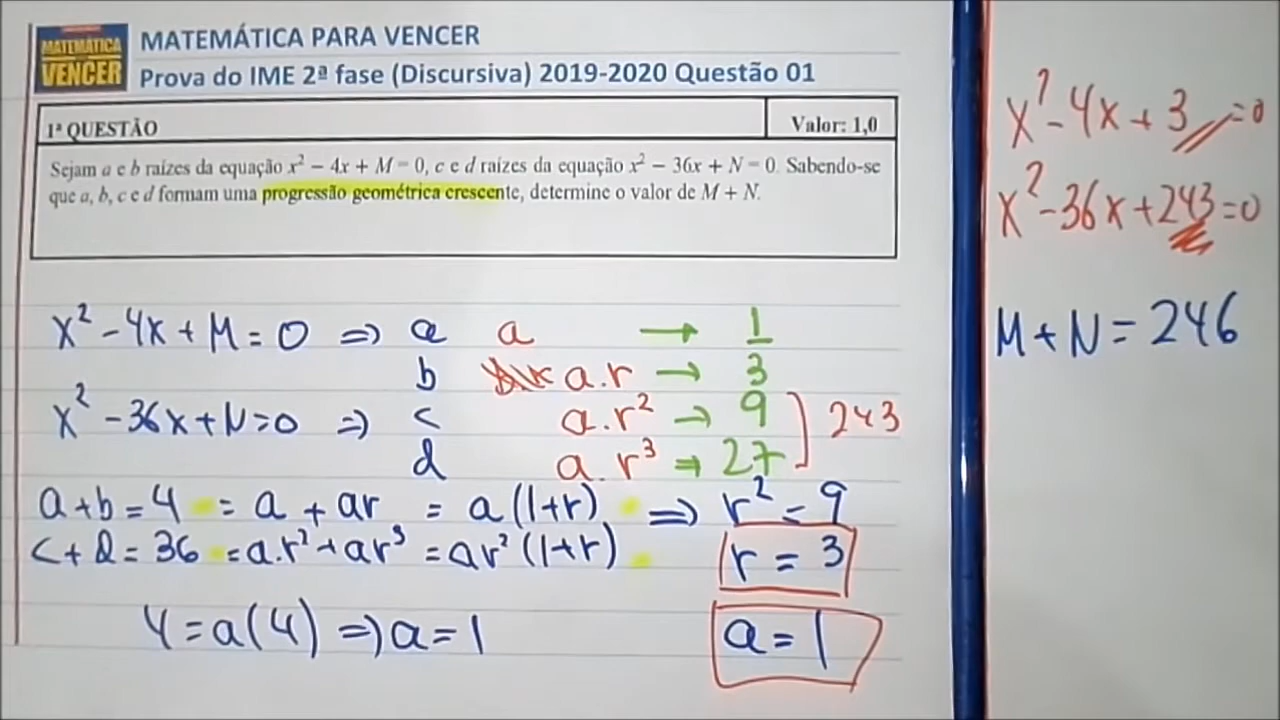 MATEMÁTICA
VENCER
MATEMÁTICA PARA VENCER
Prova do IME 2ª fase (Discursiva) 2019-2020 Questão 01
1ª QUESTÃO
Valor: 1,0
Sejam a e b raízes da equação x² − 4x + M = 0, c e d raízes da equação x² − 36x + N = 0. Sabendo-se
que a, b, c e d formam uma progressão geométrica crescente, determine o valor de M + N.
x² - 4x + M = 0 => a a → 1
b a.r → 3
x² - 36x + N = 0 => c a.r² → 9
d a.r³ → 27
243
a+b = 4 = a + ar = a(1+r) => r² = 9
c+d = 36 = a.r² + ar³ = ar²(1+r) r = 3
4 = a(4) => a = 1 a = 1
x² - 4x + 3 = 0
x² - 36x + 243 = 0
M + N = 246